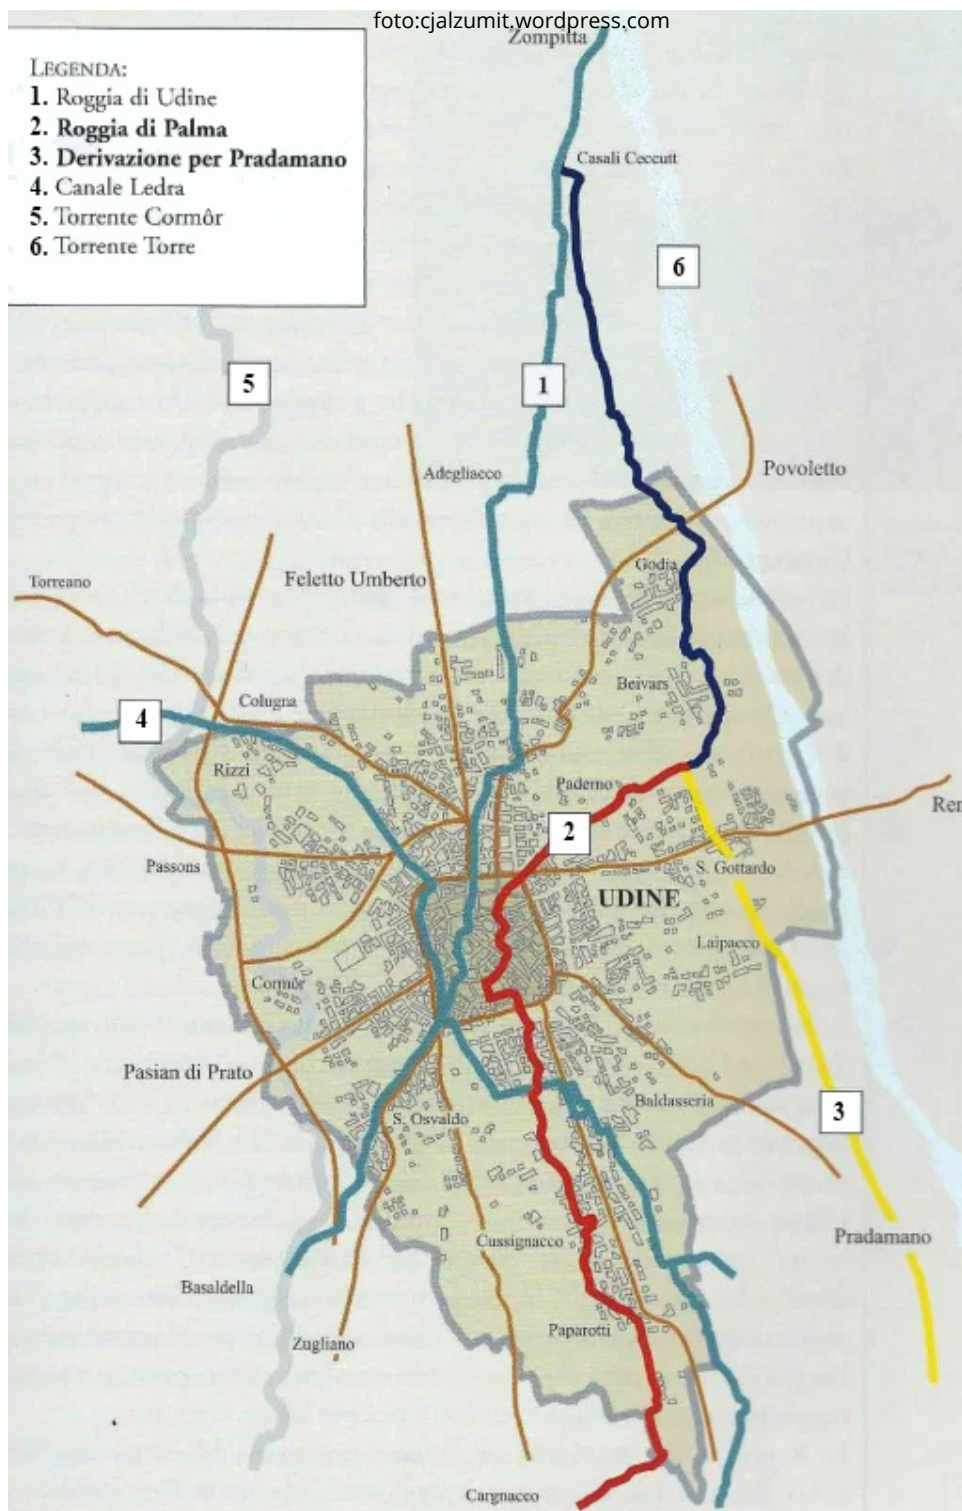 foto:cjalzumit.wordpress.com
Zompitta
LEGENDA:
1. Roggia di Udine
2. Roggia di Palma
3. Derivazione per Pradamano
4. Canale Ledra
5. Torrente Cormôr
6. Torrente Torre
Casali Ceccutt
6
5
1
Povoletto
Adegliacco
Godia
Feletto Umberto
Torreano
Beivars
Colugna
4
Rizzi
Paderno
2
Passons
S. Gottardo
UDINE
Laipacco
Cormôr
Pasian di Prato
3
Baldasseria
S. Osvaldo
Pradamano
Cussignacco
Basaldella
Paparotti
Zugliano
Cargnacco